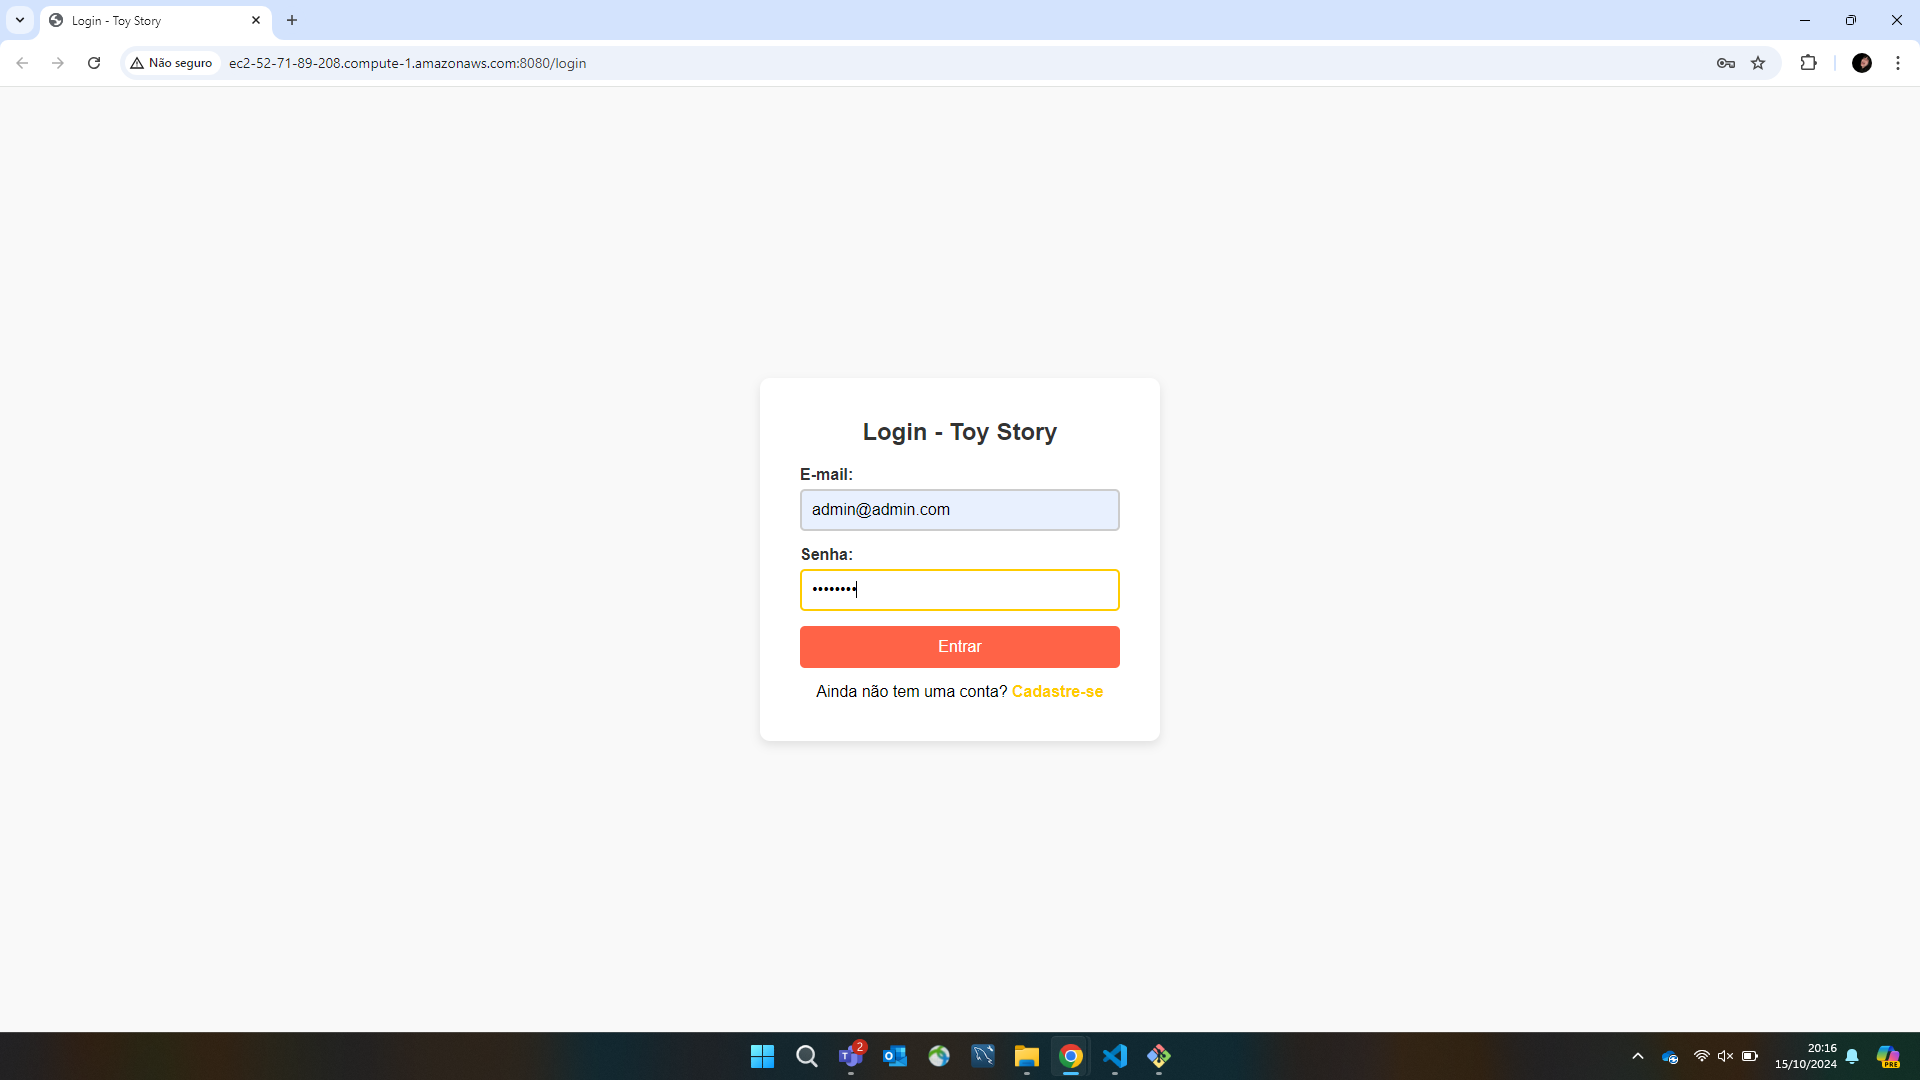 Login - Toy Story
Não seguro
ec2-52-71-89-208.compute-1.amazonaws.com:8080/login
Login - Toy Story
E-mail:
admin@admin.com
Senha:
••••••••
Entrar
Ainda não tem uma conta? Cadastre-se
2
20:16
15/10/2024
PRE